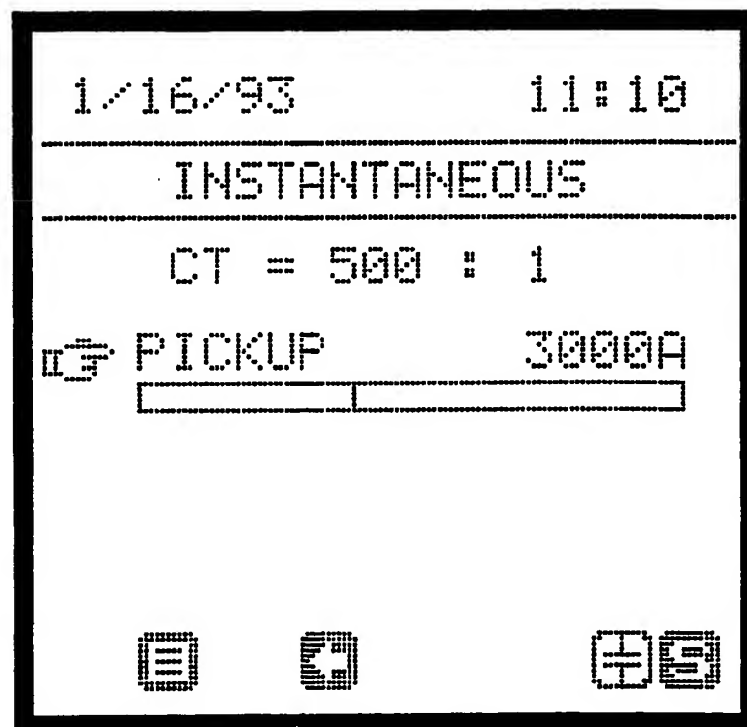 1/16/93 11:10
INSTANTANEOUS
CT = 500 : 1
PICKUP 3000A